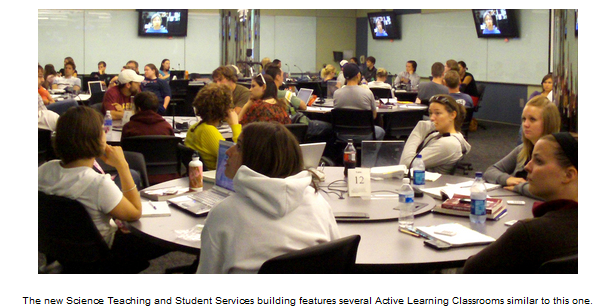 12
The new Science Teaching and Student Services building features several Active Learning Classrooms similar to this one.